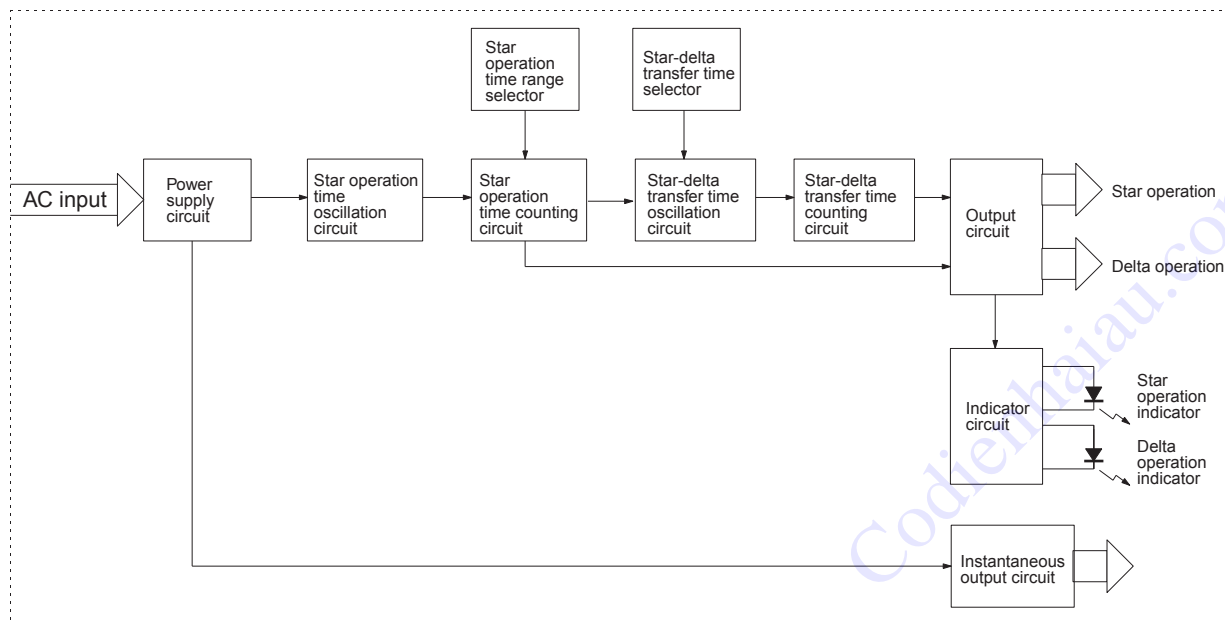 Star
operation
time range
selector
Star-delta
transfer time
selector
AC input
Power
supply
circuit
Star operation
time
oscillation
circuit
Star
operation
time counting
circuit
Star-delta
transfer time
oscillation circuit
Star-delta
transfer time
counting
circuit
Output
circuit
Star operation
Delta operation
Indicator
circuit
Star
operation
indicator
Delta
operation
indicator
Instantaneous
output circuit
Codienhaiau.com